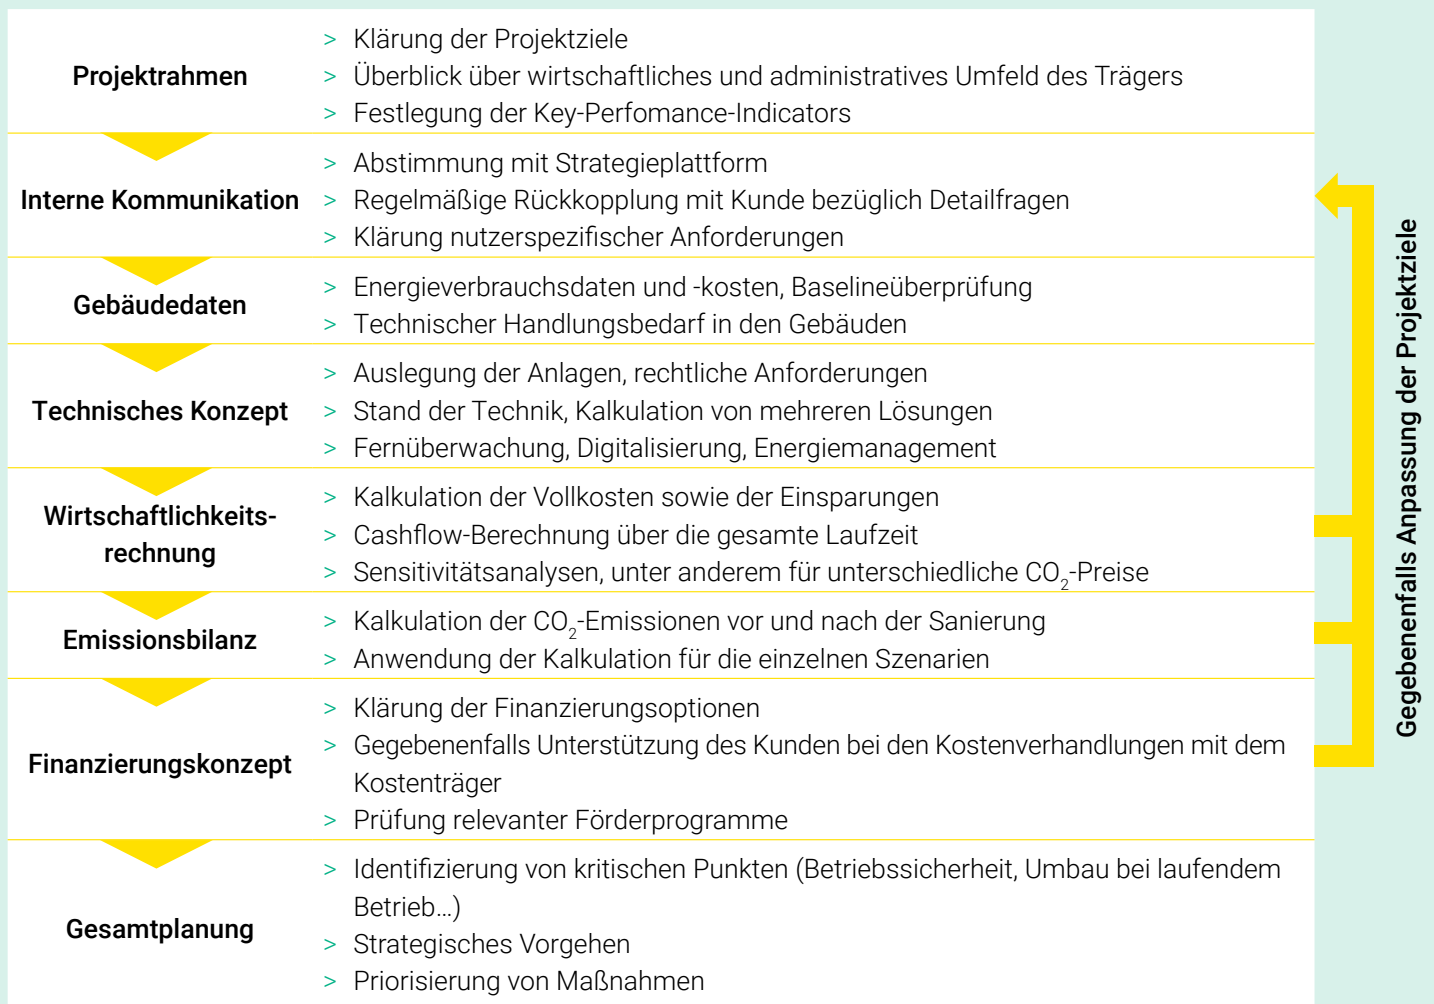 Projektrahmen
> Klärung der Projektziele
> Überblick über wirtschaftliches und administratives Umfeld des Trägers
> Festlegung der Key-Perfomance-Indicators
Interne Kommunikation
> Abstimmung mit Strategieplattform
> Regelmäßige Rückkopplung mit Kunde bezüglich Detailfragen
> Klärung nutzerspezifischer Anforderungen
Gebäudedaten
> Energieverbrauchsdaten und -kosten, Baselineüberprüfung
> Technischer Handlungsbedarf in den Gebäuden
Technisches Konzept
> Auslegung der Anlagen, rechtliche Anforderungen
> Stand der Technik, Kalkulation von mehreren Lösungen
> Fernüberwachung, Digitalisierung, Energiemanagement
Wirtschaftlichkeits-
rechnung
> Kalkulation der Vollkosten sowie der Einsparungen
> Cashflow-Berechnung über die gesamte Laufzeit
> Sensitivitätsanalysen, unter anderem für unterschiedliche CO₂-Preise
Emissionsbilanz
> Kalkulation der CO₂-Emissionen vor und nach der Sanierung
> Anwendung der Kalkulation für die einzelnen Szenarien
Finanzierungskonzept
> Klärung der Finanzierungsoptionen
> Gegebenenfalls Unterstützung des Kunden bei den Kostenverhandlungen mit dem
Kostenträger
> Prüfung relevanter Förderprogramme
Gesamtplanung
> Identifizierung von kritischen Punkten (Betriebssicherheit, Umbau bei laufendem
Betrieb…)
> Strategisches Vorgehen
> Priorisierung von Maßnahmen
Gegebenenfalls Anpassung der Projektziele